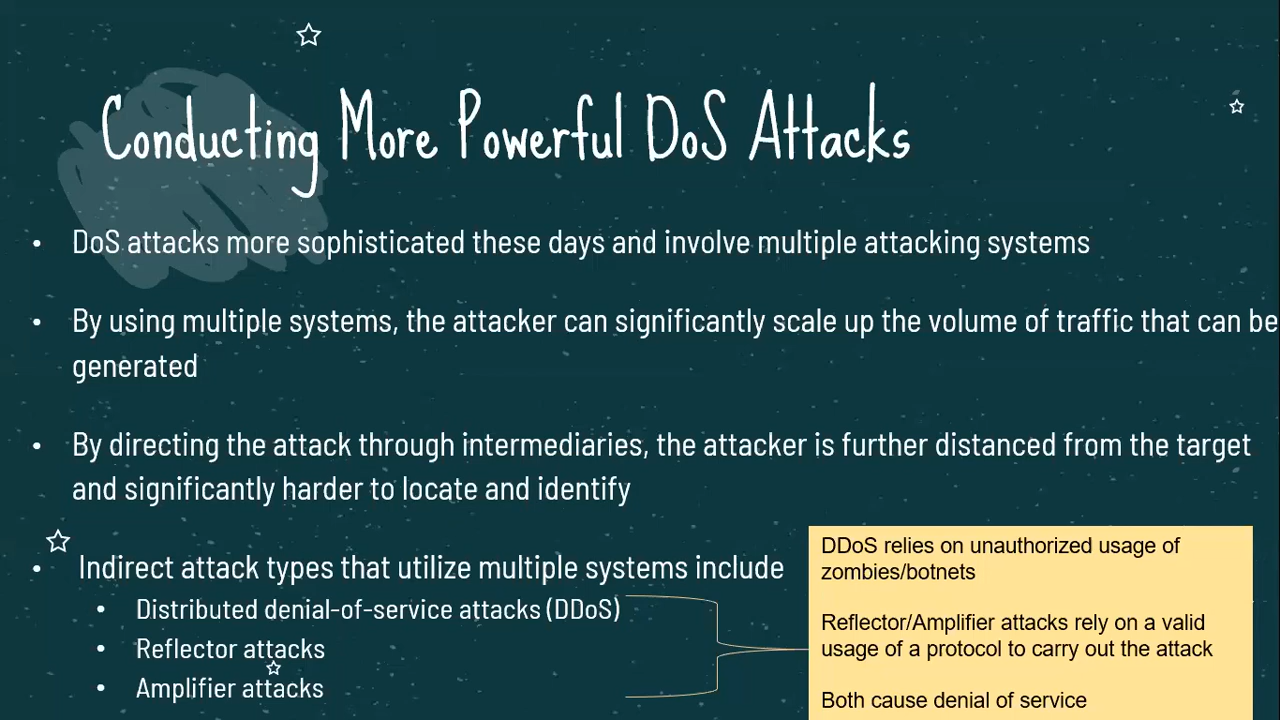 Conducting More Powerful DoS Attacks
• DoS attacks more sophisticated these days and involve multiple attacking systems
• By using multiple systems, the attacker can significantly scale up the volume of traffic that can be
generated
• By directing the attack through intermediaries, the attacker is further distanced from the target
and significantly harder to locate and identify
• Indirect attack types that utilize multiple systems include
• Distributed denial-of-service attacks (DDoS)
• Reflector attacks
• Amplifier attacks
DDoS relies on unauthorized usage of
zombies/botnets
Reflector/Amplifier attacks rely on a valid
usage of a protocol to carry out the attack
Both cause denial of service